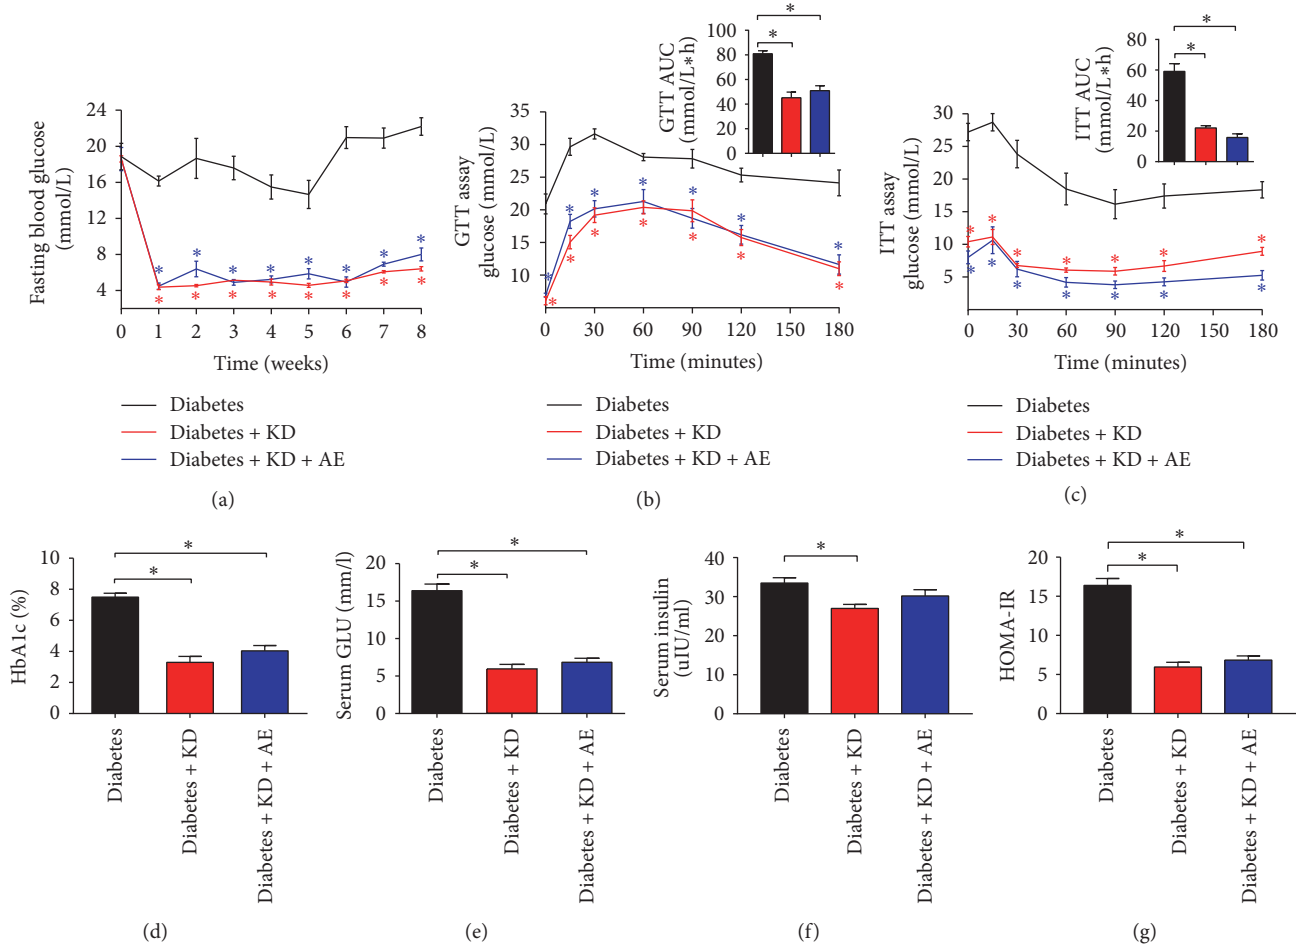 24
20
16
12
8
4
0 1 2 3 4 5 6 7 8
Fasting blood glucose
(mmol/L)
* * * * * * * *
* * * * * * * *
Time (weeks)
Diabetes
Diabetes + KD
Diabetes + KD + AE
(a)
35
30
25
20
15
10
0 30 60 90 120 150 180
GTT assay
glucose (mmol/L)
* * * * * * *
* * * * * * *
Time (minutes)
100
80
60
40
20
0
GTT AUC
(mmol/L*h)
*
*
Diabetes
Diabetes + KD
Diabetes + KD + AE
(b)
30
25
20
15
10
5
0 30 60 90 120 150 180
ITT assay
glucose (mmol/L)
* * * * * * *
* * * * * * *
Time (minutes)
80
60
40
20
0
ITT AUC
(mmol/L*h)
*
*
Diabetes
Diabetes + KD
Diabetes + KD + AE
(c)
10
8
6
4
2
0
HbA1c (%)
*
*
Diabetes
Diabetes + KD
Diabetes + KD + AE
(d)
20
15
10
5
0
Serum GLU (mm/l)
*
*
Diabetes
Diabetes + KD
Diabetes + KD + AE
(e)
40
30
20
10
0
Serum insulin
(uIU/ml)
*
Diabetes
Diabetes + KD
Diabetes + KD + AE
(f)
20
15
10
5
0
HOMA-IR
*
*
Diabetes
Diabetes + KD
Diabetes + KD + AE
(g)